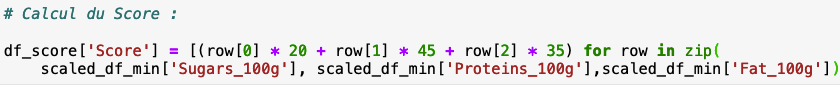 # Calcul du Score :
df_score['Score'] = [(row[0] * 20 + row[1] * 45 + row[2] * 35) for row in zip(
scaled_df_min['Sugars_100g'], scaled_df_min['Proteins_100g'],scaled_df_min['Fat_100g'])